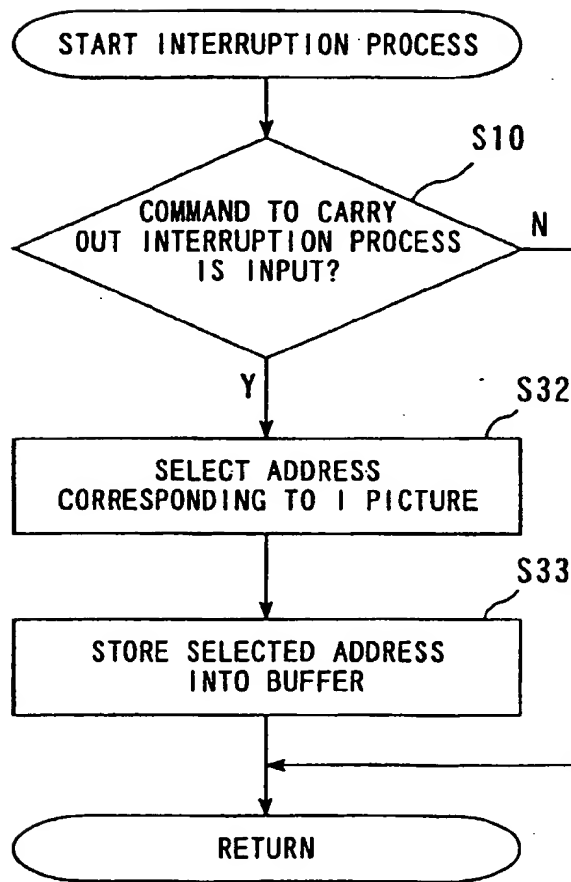 START INTERRUPTION PROCESS
S10
COMMAND TO CARRY
OUT INTERRUPTION PROCESS
IS INPUT?
N
Y
S32
SELECT ADDRESS
CORRESPONDING TO I PICTURE
S33
STORE SELECTED ADDRESS
INTO BUFFER
RETURN